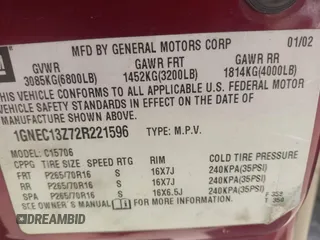 GM
MFD BY GENERAL MOTORS CORP 01/02
GVWR GAWR FRT GAWR RR
3085KG(6800LB) 1452KG(3200LB) 1814KG(4000LB)
THIS VEHICLE CONFORMS TO ALL APPLICABLE U.S. FEDERAL MOTOR
VEHICLE SAFETY STANDARDS IN EFFECT ON THE DATE OF
MANUFACTURE SHOWN ABOVE.
1GNEC13Z72R221596 TYPE: M.P.V.
MODEL: C15706
CPPG TIRE SIZE SPEED RTG RIM COLD TIRE PRESSURE
FRT P265/70R16 S 16X7J 240KPA(35PSI)
RR P265/70R16 S 16X7J 240KPA(35PSI)
SPA P265/70R16 S 16X6.5J 240KPA(35PSI)
SEE OWNER'S MANUAL FOR MORE INFORMATION
DREAMBID